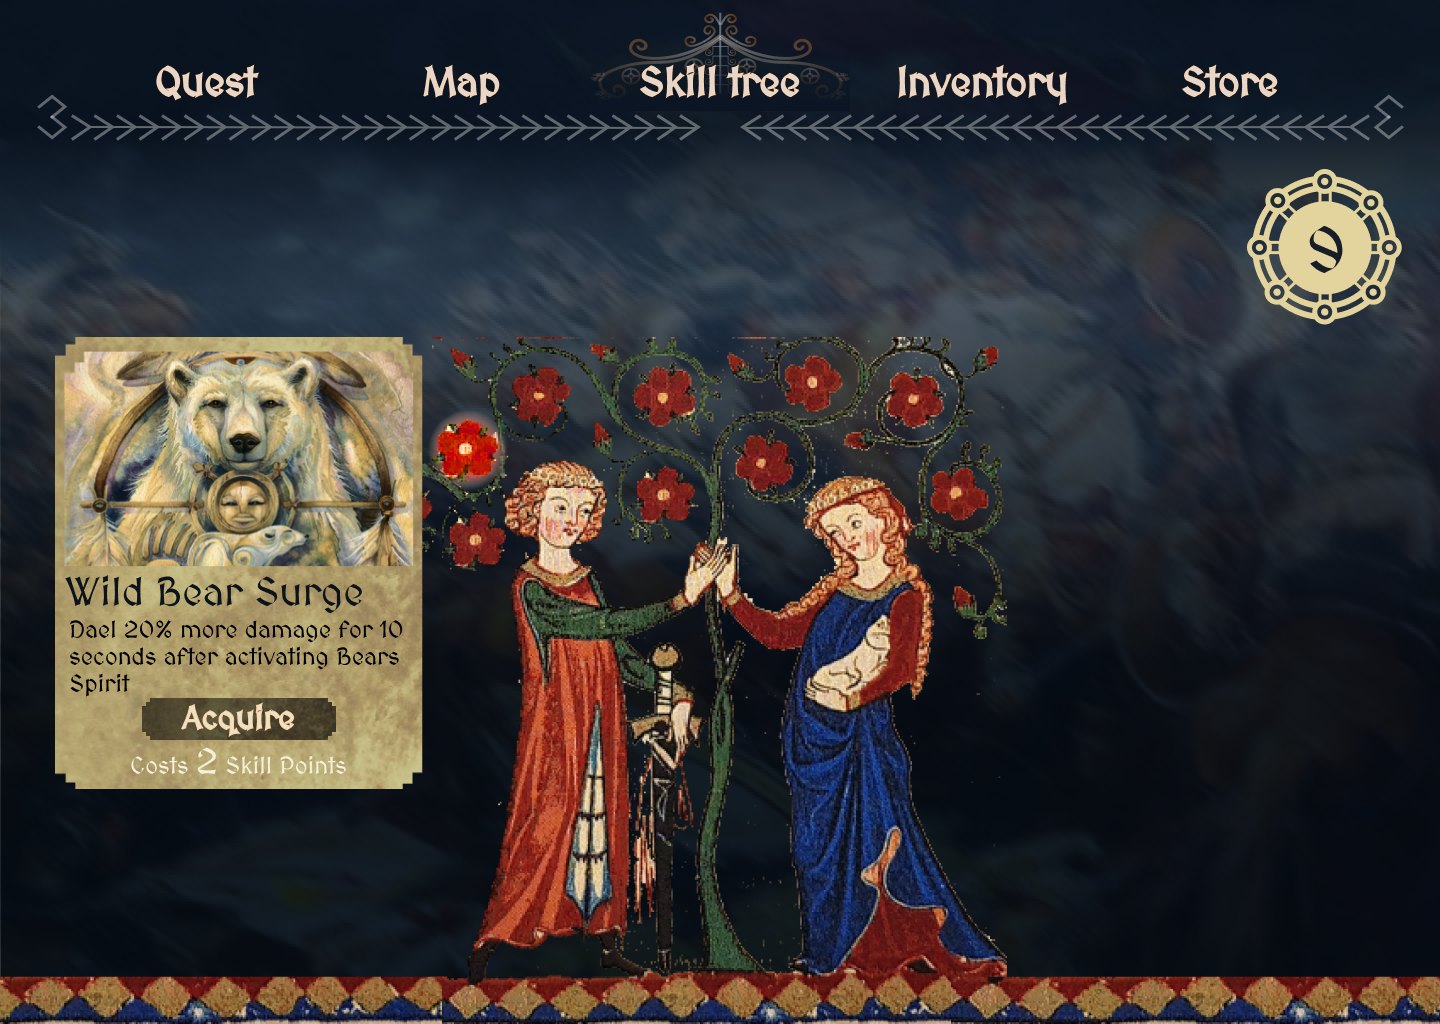 Quest Map Skill tree Inventory Store
9
Wild Bear Surge
Dael 20% more damage for 10
seconds after activating Bears
Spirit
Acquire
Costs 2 Skill Points